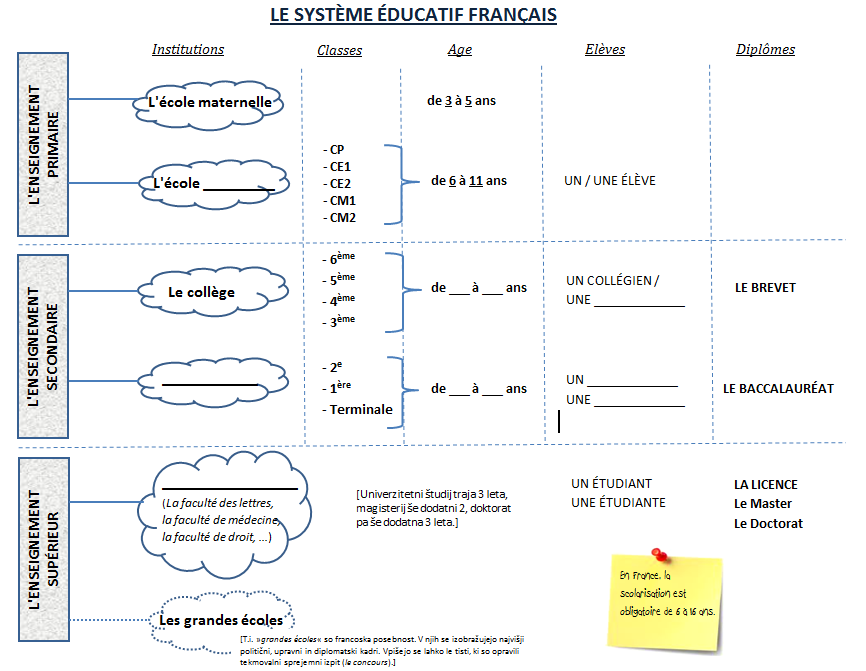 LE SYSTÈME ÉDUCATIF FRANÇAIS
Institutions
Classes
Age
Elèves
Diplômes
L'ENSEIGNEMENT
PRIMAIRE
L'école maternelle
de 3 à 5 ans
L'école __________
- CP
- CE1
- CE2
- CM1
- CM2
de 6 à 11 ans
UN / UNE ÉLÈVE
L'ENSEIGNEMENT
SECONDAIRE
Le collège
- 6ème
- 5ème
- 4ème
- 3ème
de ___ à ___ ans
UN COLLÉGIEN /
UNE _____________
LE BREVET
_____________
- 2e
- 1ère
- Terminale
de ___ à ___ ans
UN _____________
UNE _____________
LE BACCALAURÉAT
L'ENSEIGNEMENT
SUPÉRIEUR
___________________
(La faculté des lettres,
la faculté de médecine,
la faculté de droit, ...)
[Univerzitetni študij traja 3 leta,
magisterij še dodatni 2, doktorat
pa še dodatna 3 leta.]
UN ÉTUDIANT
UNE ÉTUDIANTE
LA LICENCE
Le Master
Le Doctorat
En France, la
scolarisation est
obligatoire de 6 à 16 ans.
Les grandes écoles
[T.i. »grandes écoles« so francoska posebnost. V njih se izobražujejo najvišji
politični, upravni in diplomatski kadri. Vpišejo se lahko le tisti, ki so opravili
tekmovalni sprejemni izpit (le concours).]